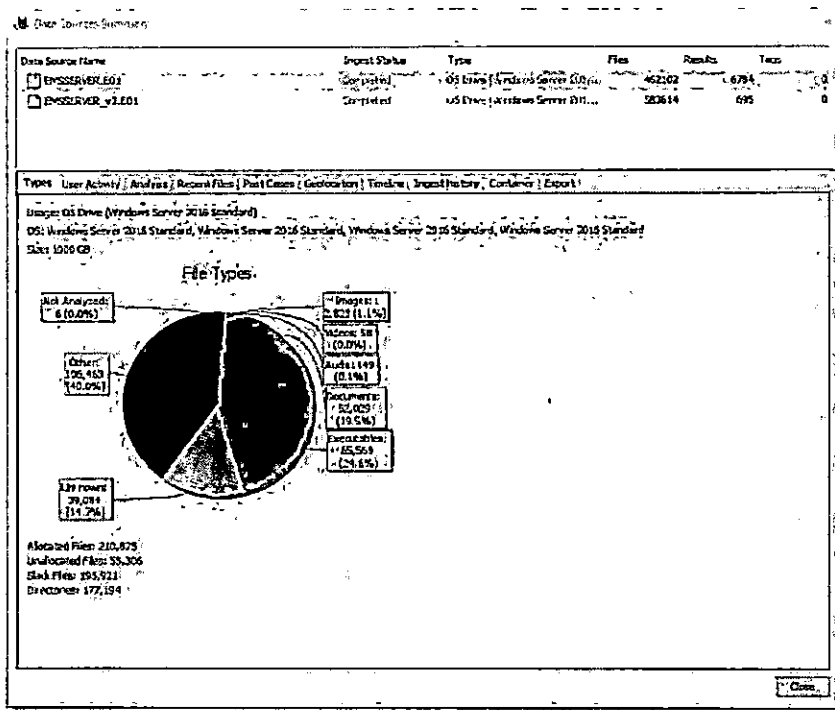 Data Sources Summary
Data Source Name Ingest Status Type Files Results Tags
EMSSERVER.E01 Completed OS Drive (Windows Server 201... 462102 6794 0
EMSSERVER_v2.E01 Completed OS Drive (Windows Server 201... 583614 695 0
Types User Activity Analysis Recent Files Past Cases Geolocation Timeline Ingest History Container Export
Usage: OS Drive (Windows Server 2016 Standard)
OS: Windows Server 2016 Standard, Windows Server 2016 Standard, Windows Server 2016 Standard, Windows Server 2016 Standard
Size: 1000 GB
File Types
Not Analyzed:
6 (0.0%)
Images:
(1.1%)
Videos: 58
(0.0%)
Audio: 149
(0.1%)
Documents:
52,029
(19.5%)
Executables:
65,569
(24.6%)
Other:
106,463
(40.0%)
Unknown:
39,084
(14.7%)
Allocated Files: 210,875
Unallocated Files: 55,306
Slack Files: 195,921
Directories: 177,194
Close